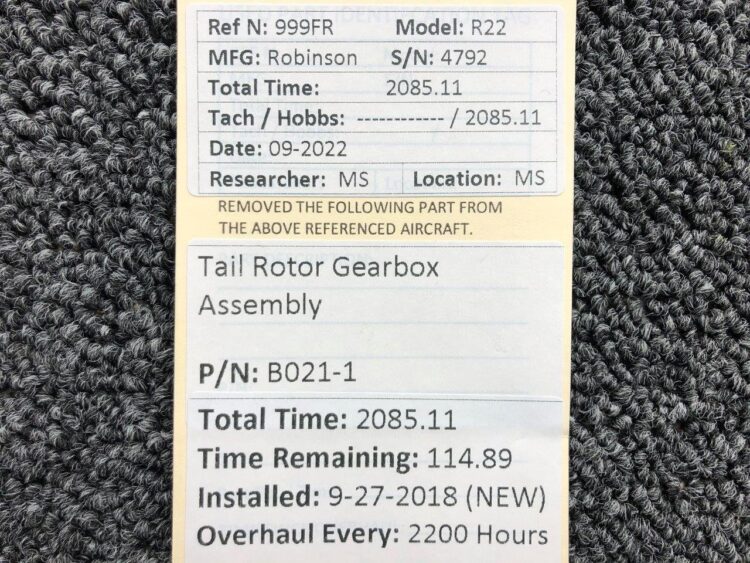 Ref N: 999FR Model: R22
MFG: Robinson S/N: 4792
Total Time: 2085.11
Tach / Hobbs: ------------ / 2085.11
Date: 09-2022
Researcher: MS Location: MS
REMOVED THE FOLLOWING PART FROM
THE ABOVE REFERENCED AIRCRAFT.
Tail Rotor Gearbox
Assembly
P/N: B021-1
Total Time: 2085.11
Time Remaining: 114.89
Installed: 9-27-2018 (NEW)
Overhaul Every: 2200 Hours